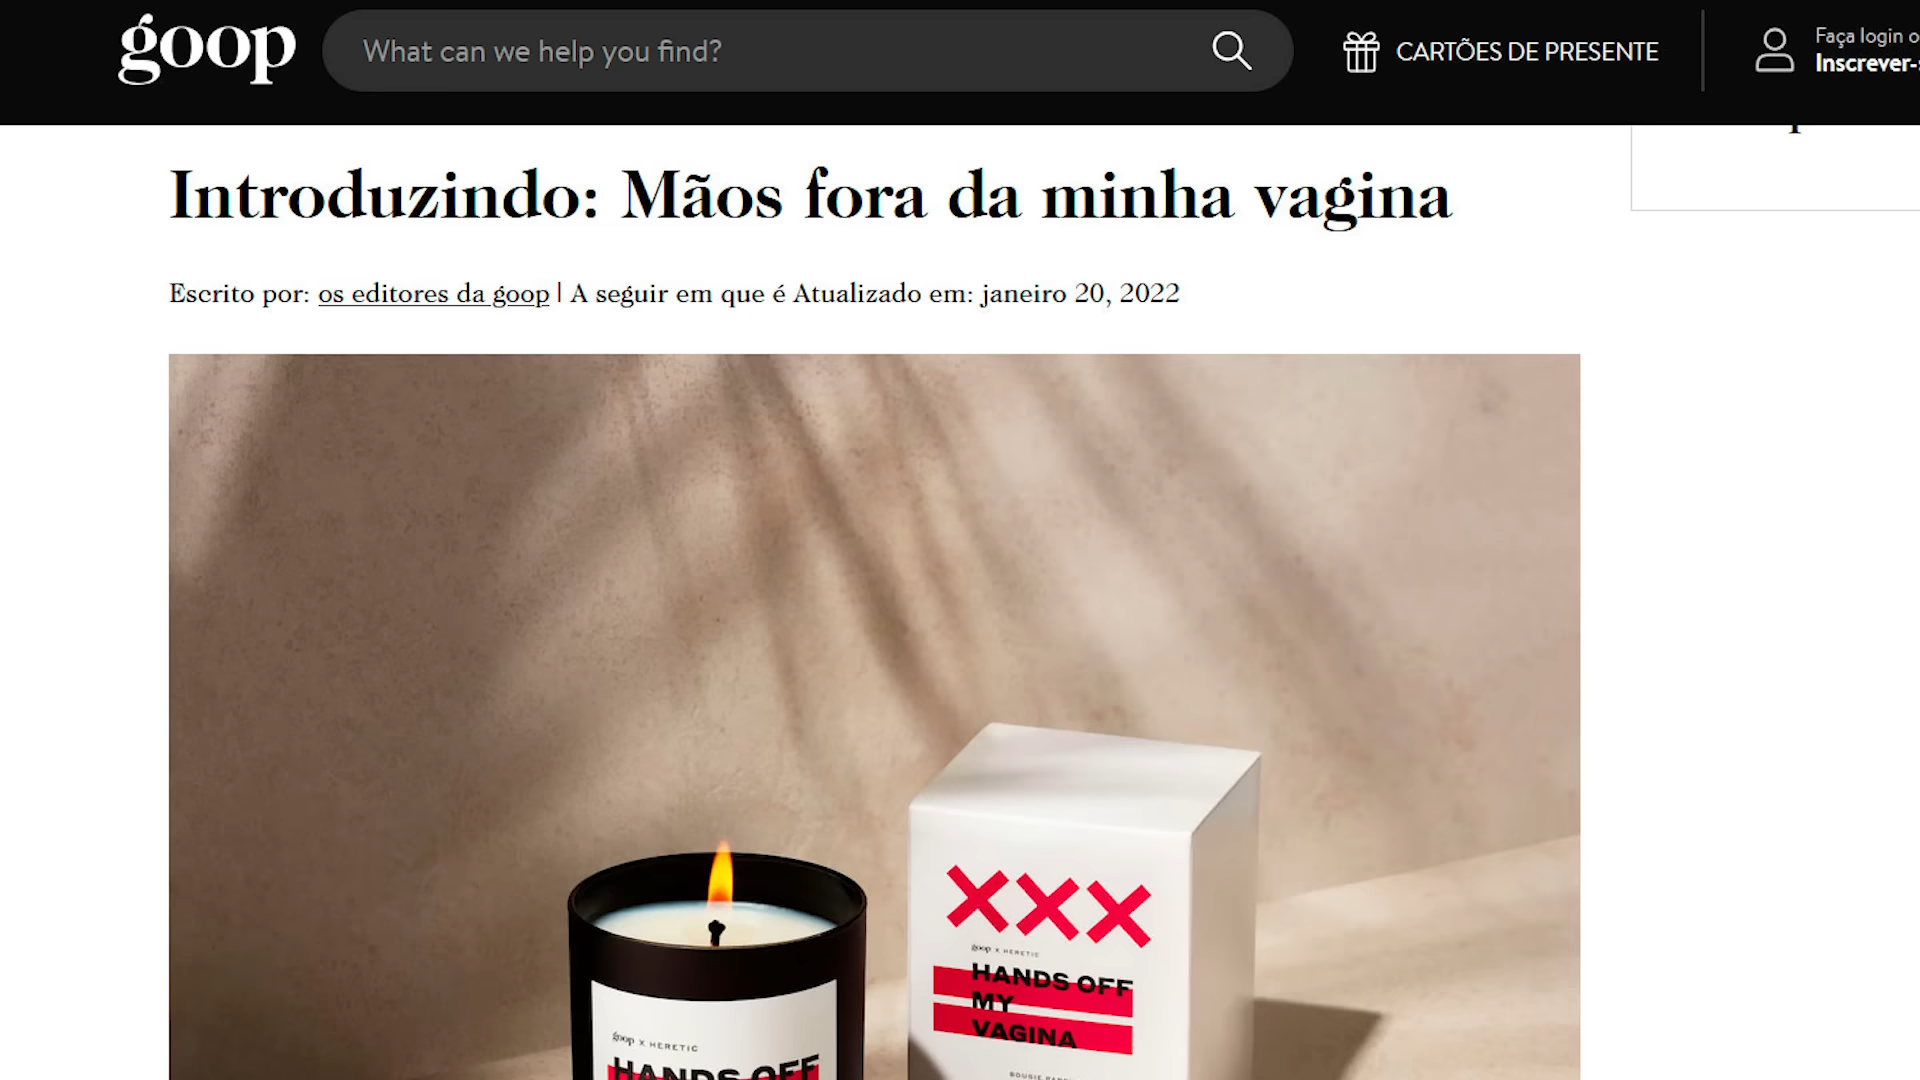 goop
What can we help you find?
CARTÕES DE PRESENTE
Faça login o
Inscrever-
Introduzindo: Mãos fora da minha vagina
Escrito por: os editores da goop | A seguir em que é Atualizado em: janeiro 20, 2022
XXX
goop X HERETIC
HANDS OFF
MY
VAGINA
goop X HERETIC
HANDS OFF